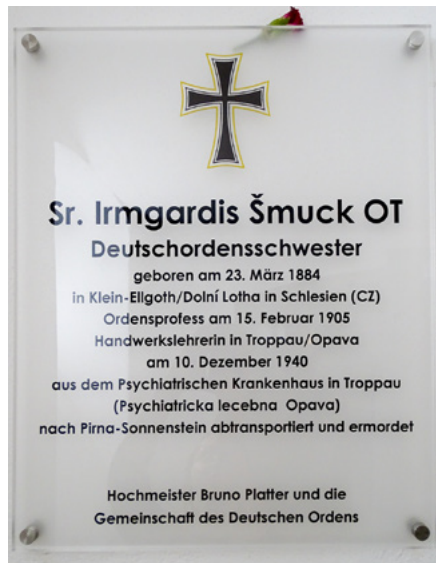 Sr. Irmgardis Šmuck OT
Deutschordensschwester
geboren am 23. März 1884
in Klein-Ellgoth/Dolní Lotha in Schlesien (CZ)
Ordensprofess am 15. Februar 1905
Handwerkslehrerin in Troppau/Opava
am 10. Dezember 1940
aus dem Psychiatrischen Krankenhaus in Troppau
(Psychiatricka lecebna Opava)
nach Pirna-Sonnenstein abtransportiert und ermordet
Hochmeister Bruno Platter und die
Gemeinschaft des Deutschen Ordens